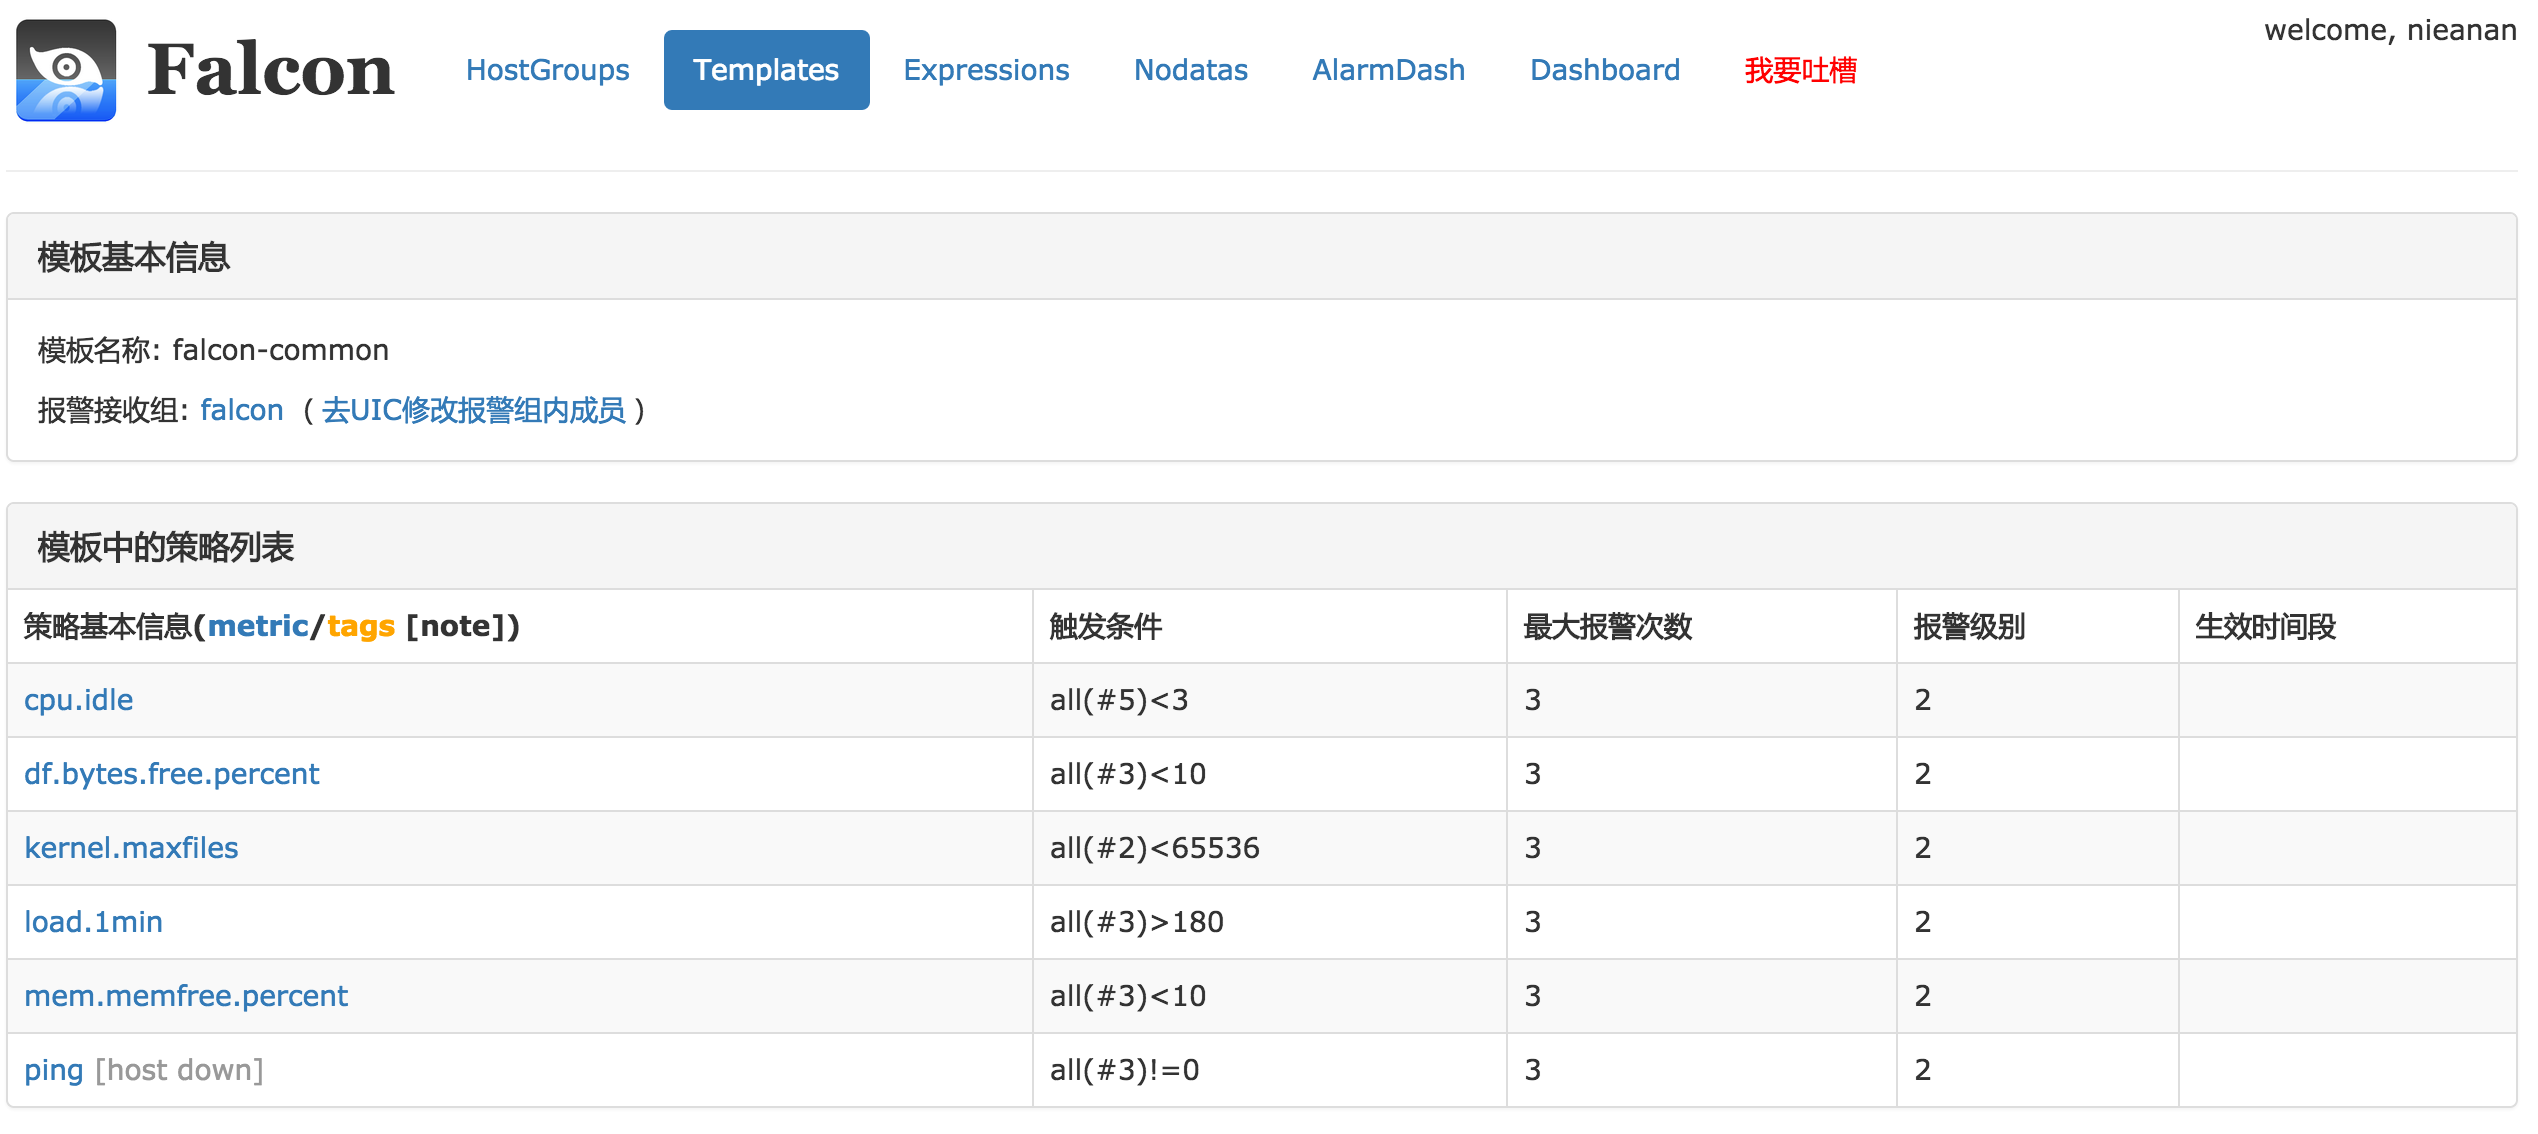 Falcon HostGroups Templates Expressions Nodatas AlarmDash Dashboard 我要吐槽 welcome, nieanan
模板基本信息
模板名称: falcon-common
报警接收组: falcon ( 去UIC修改报警组内成员 )
模板中的策略列表
策略基本信息(metric/tags [note]) 触发条件 最大报警次数 报警级别 生效时间段
cpu.idle all(#5)<3 3 2
df.bytes.free.percent all(#3)<10 3 2
kernel.maxfiles all(#2)<65536 3 2
load.1min all(#3)>180 3 2
mem.memfree.percent all(#3)<10 3 2
ping [host down] all(#3)!=0 3 2